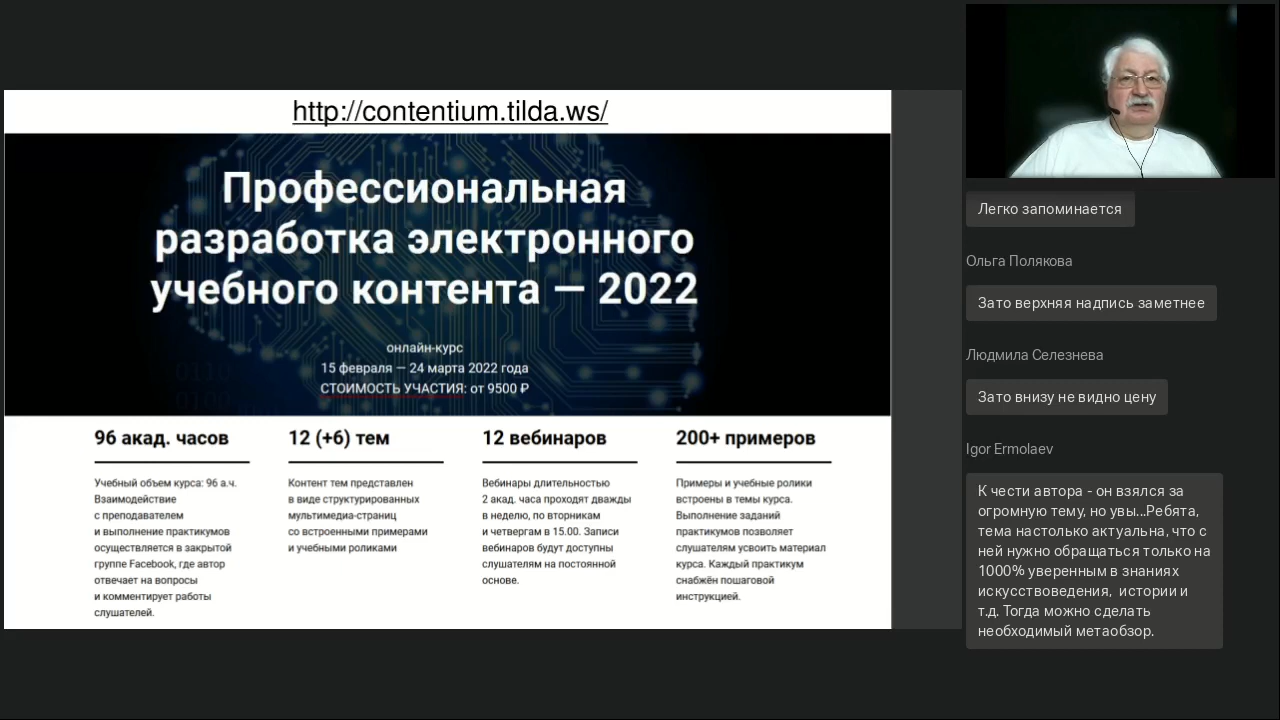 http://contentium.tilda.ws/
Профессиональная
разработка электронного
учебного контента — 2022
онлайн-курс
15 февраля — 24 марта 2022 года
СТОИМОСТЬ УЧАСТИЯ: от 9500 ₽
96 акад. часов
Учебный объем курса: 96 а.ч.
Взаимодействие
с преподавателем
и выполнение практикумов
осуществляется в закрытой
группе Facebook, где автор
отвечает на вопросы
и комментирует работы
слушателей.
12 (+6) тем
Контент тем представлен
в виде структурированных
мультимедиа-страниц
со встроенными примерами
и учебными роликами
12 вебинаров
Вебинары длительностью
2 акад. часа проходят дважды
в неделю, по вторникам
и четвергам в 15.00. Записи
вебинаров будут доступны
слушателям на постоянной
основе.
200+ примеров
Примеры и учебные ролики
встроены в темы курса.
Выполнение заданий
практикумов позволяет
слушателям усвоить материал
курса. Каждый практикум
снабжён пошаговой
инструкцией.
Легко запоминается
Ольга Полякова
Зато верхняя надпись заметнее
Людмила Селезнева
Зато внизу не видно цену
Igor Ermolaev
К чести автора - он взялся за
огромную тему, но увы...Ребята,
тема настолько актуальна, что с
ней нужно обращаться только на
1000% уверенным в знаниях
искусствоведения, истории и
т.д. Тогда можно сделать
необходимый метаобзор.
0110
0100